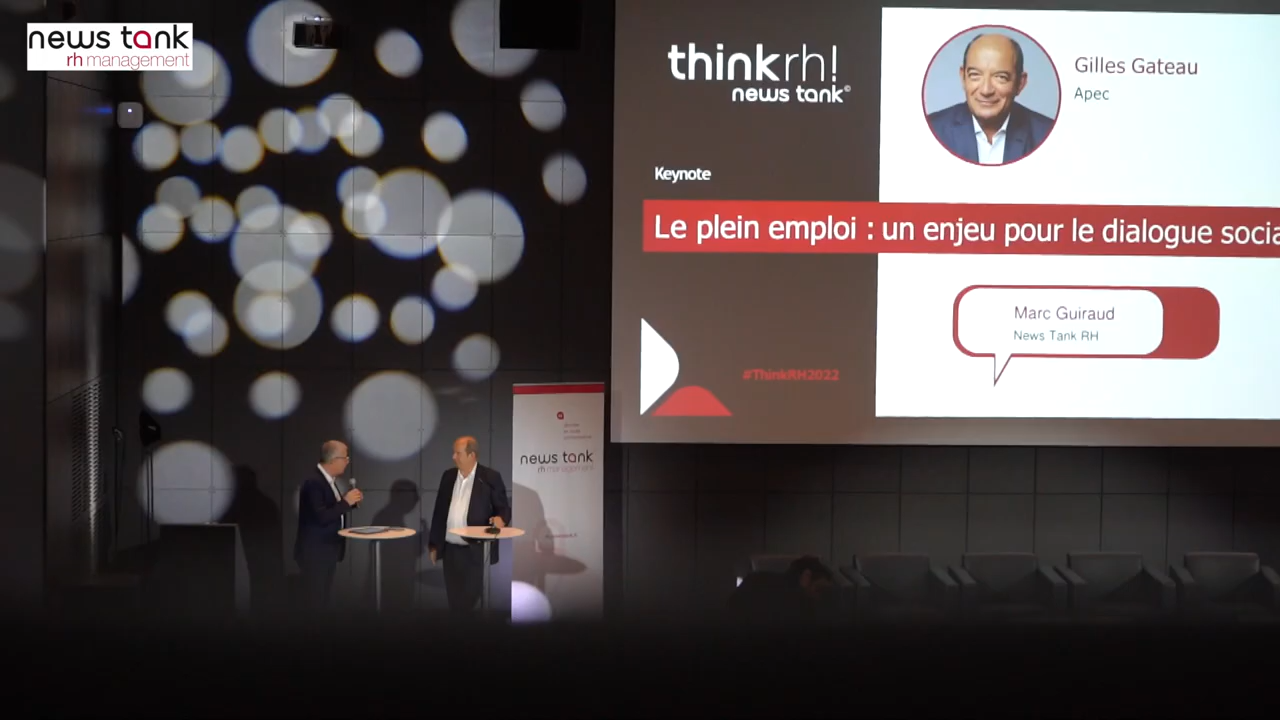 news tank
rh management
thinkrh!
news tank©
Gilles Gateau
Apec
Keynote
Le plein emploi : un enjeu pour le dialogue socia
Marc Guiraud
News Tank RH
#ThinkRH2022
news tank
rh management